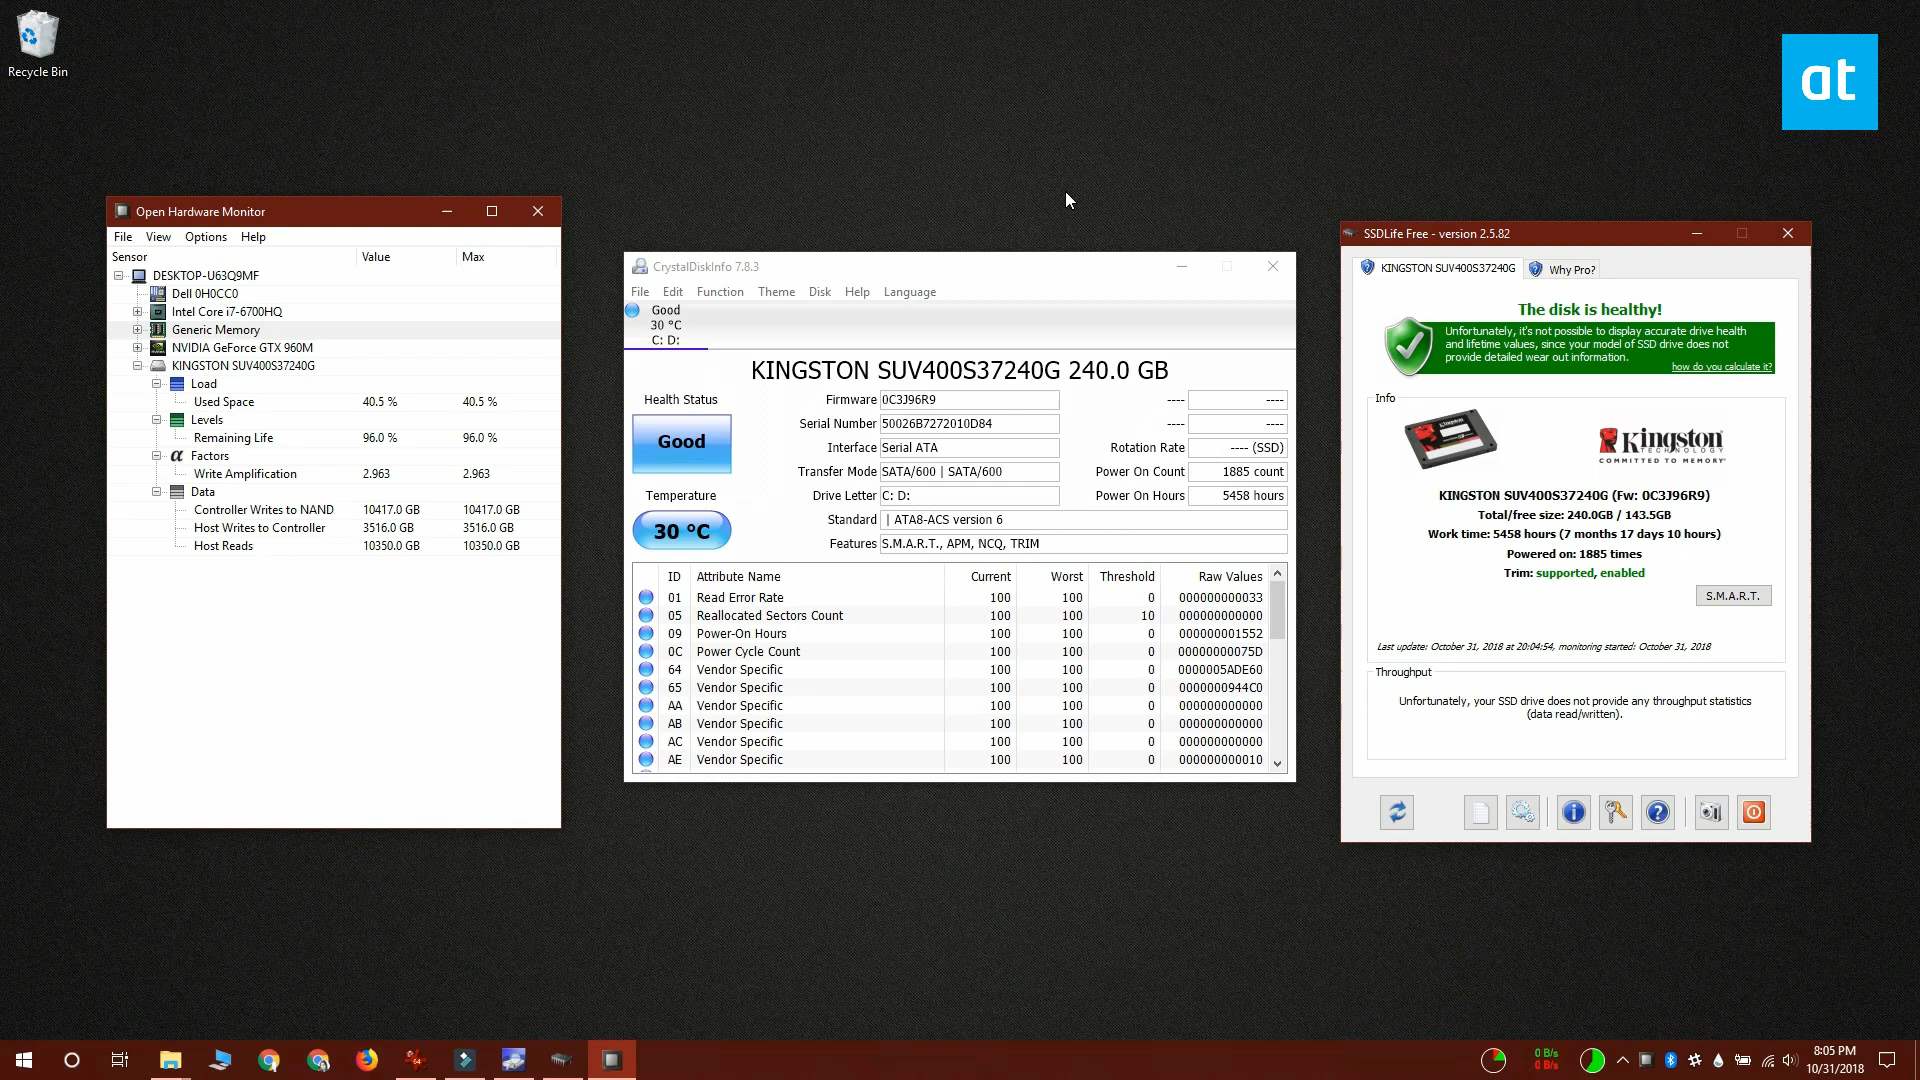 Recycle Bin
at
Open Hardware Monitor
File View Options Help
Sensor Value Max
DESKTOP-U63Q9MF
Dell 0H0CC0
Intel Core i7-6700HQ
Generic Memory
NVIDIA GeForce GTX 960M
KINGSTON SUV400S37240G
Load
Used Space 40.5 % 40.5 %
Levels
Remaining Life 96.0 % 96.0 %
Factors
Write Amplification 2.963 2.963
Data
Controller Writes to NAND 10417.0 GB 10417.0 GB
Host Writes to Controller 3516.0 GB 3516.0 GB
Host Reads 10350.0 GB 10350.0 GB
CrystalDiskInfo 7.8.3
File Edit Function Theme Disk Help Language
Good
30 °C
C: D:
KINGSTON SUV400S37240G 240.0 GB
Health Status
Good
Temperature
30 °C
Firmware 0C3J96R9 ---- ----
Serial Number 50026B7272010D84 ---- ----
Interface Serial ATA Rotation Rate ---- (SSD)
Transfer Mode SATA/600 | SATA/600 Power On Count 1885 count
Drive Letter C: D: Power On Hours 5458 hours
Standard | ATA8-ACS version 6
Features S.M.A.R.T., APM, NCQ, TRIM
ID Attribute Name Current Worst Threshold Raw Values
01 Read Error Rate 100 100 0 000000000033
05 Reallocated Sectors Count 100 100 10 000000000000
09 Power-On Hours 100 100 0 000000001552
0C Power Cycle Count 100 100 0 00000000075D
64 Vendor Specific 100 100 0 0000005ADE60
65 Vendor Specific 100 100 0 0000000944C0
AA Vendor Specific 100 100 0 000000000000
AB Vendor Specific 100 100 0 000000000000
AC Vendor Specific 100 100 0 000000000000
AE Vendor Specific 100 100 0 000000000010
SSDLife Free - version 2.5.82
KINGSTON SUV400S37240G Why Pro?
The disk is healthy!
Unfortunately, it's not possible to display accurate drive health
and lifetime values, since your model of SSD drive does not
provide detailed wear out information.
how do you calculate it?
Info
Kingston
TECHNOLOGY
COMMITTED TO MEMORY
KINGSTON SUV400S37240G (Fw: 0C3J96R9)
Total/free size: 240.0GB / 143.5GB
Work time: 5458 hours (7 months 17 days 10 hours)
Powered on: 1885 times
Trim: supported, enabled
S.M.A.R.T.
Last update: October 31, 2018 at 20:04:54, monitoring started: October 31, 2018
Throughput
Unfortunately, your SSD drive does not provide any throughput statistics
(data read/written).
0 B/s
0 B/s
8:05 PM
10/31/2018